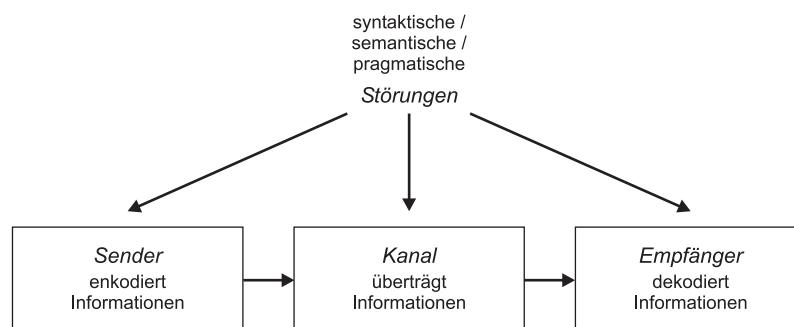 syntaktische /
semantische /
pragmatische
Störungen
Sender
enkodiert
Informationen
Kanal
überträgt
Informationen
Empfänger
dekodiert
Informationen